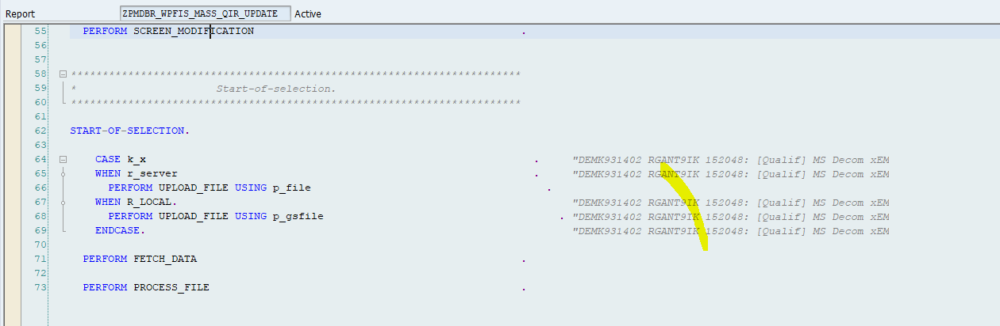 Report ZPMDBR_WPFIS_MASS_QIR_UPDATE Active
55 PERFORM SCREEN_MODIFICATION .
56
57
58 ***********************************************************************
59 * Start-of-selection.
60 ***********************************************************************
61
62 START-OF-SELECTION.
63
64 CASE k_x . "DEMK931402 RGANT9IK 152048: [Qualif] MS Decom xEM
65 WHEN r_server . "DEMK931402 RGANT9IK 152048: [Qualif] MS Decom xEM
66 PERFORM UPLOAD_FILE USING p_file .
67 WHEN R_LOCAL. "DEMK931402 RGANT9IK 152048: [Qualif] MS Decom xEM
68 PERFORM UPLOAD_FILE USING p_gsfile . "DEMK931402 RGANT9IK 152048: [Qualif] MS Decom xEM
69 ENDCASE. "DEMK931402 RGANT9IK 152048: [Qualif] MS Decom xEM
70
71 PERFORM FETCH_DATA .
72
73 PERFORM PROCESS_FILE .